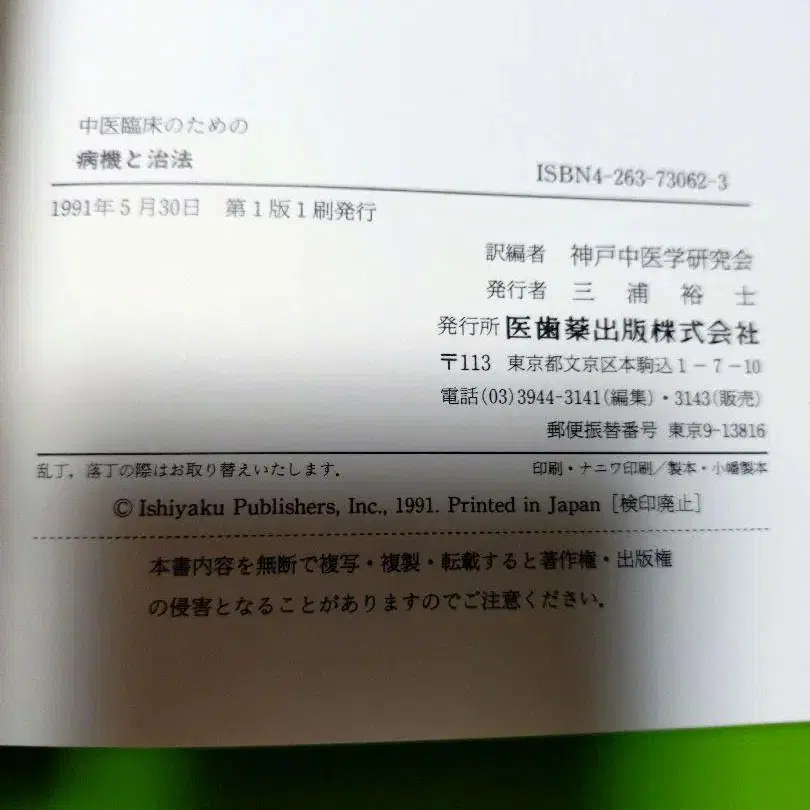 中医臨床のための
病機と治法
ISBN4-263-73062-3
1991年5月30日　第1版1刷発行
訳編者　神戸中医学研究会
発行者　三浦裕士
発行所　医歯薬出版株式会社
〒113　東京都文京区本駒込1-7-10
電話(03)3944-3141(編集)・3143(販売)
郵便振替番号　東京9-13816
乱丁，落丁の際はお取り替えいたします．
印刷・ナニワ印刷／製本・小幡製本
© Ishiyaku Publishers, Inc., 1991. Printed in Japan［検印廃止］
本書内容を無断で複写・複製・転載すると著作権・出版権
の侵害となることがありますのでご注意ください．